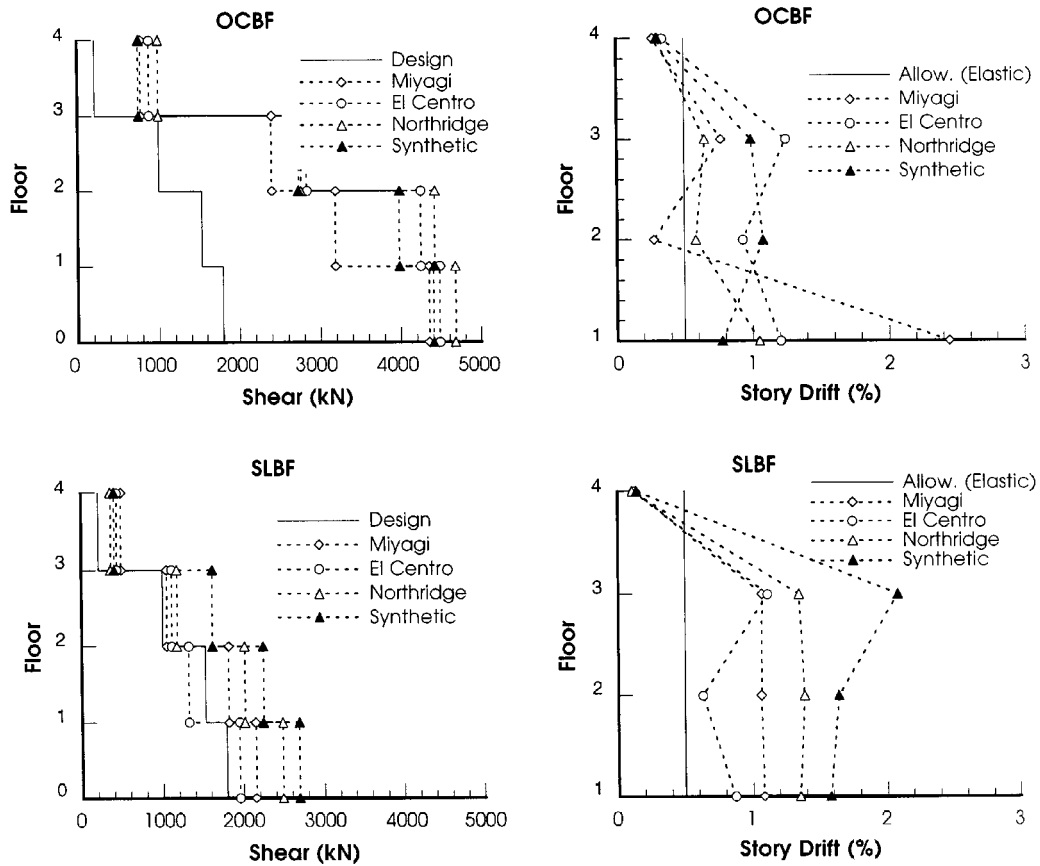 OCBF
4
3
2
1
0
Floor
0
1000
2000
3000
4000
5000
Shear (kN)
Design
Miyagi
El Centro
Northridge
Synthetic
OCBF
4
3
2
1
Floor
0
1
2
3
Story Drift (%)
Allow. (Elastic)
Miyagi
El Centro
Northridge
Synthetic
SLBF
4
3
2
1
0
Floor
0
1000
2000
3000
4000
5000
Shear (kN)
Design
Miyagi
El Centro
Northridge
Synthetic
SLBF
4
3
2
1
Floor
0
1
2
3
Story Drift (%)
Allow. (Elastic)
Miyagi
El Centro
Northridge
Synthetic